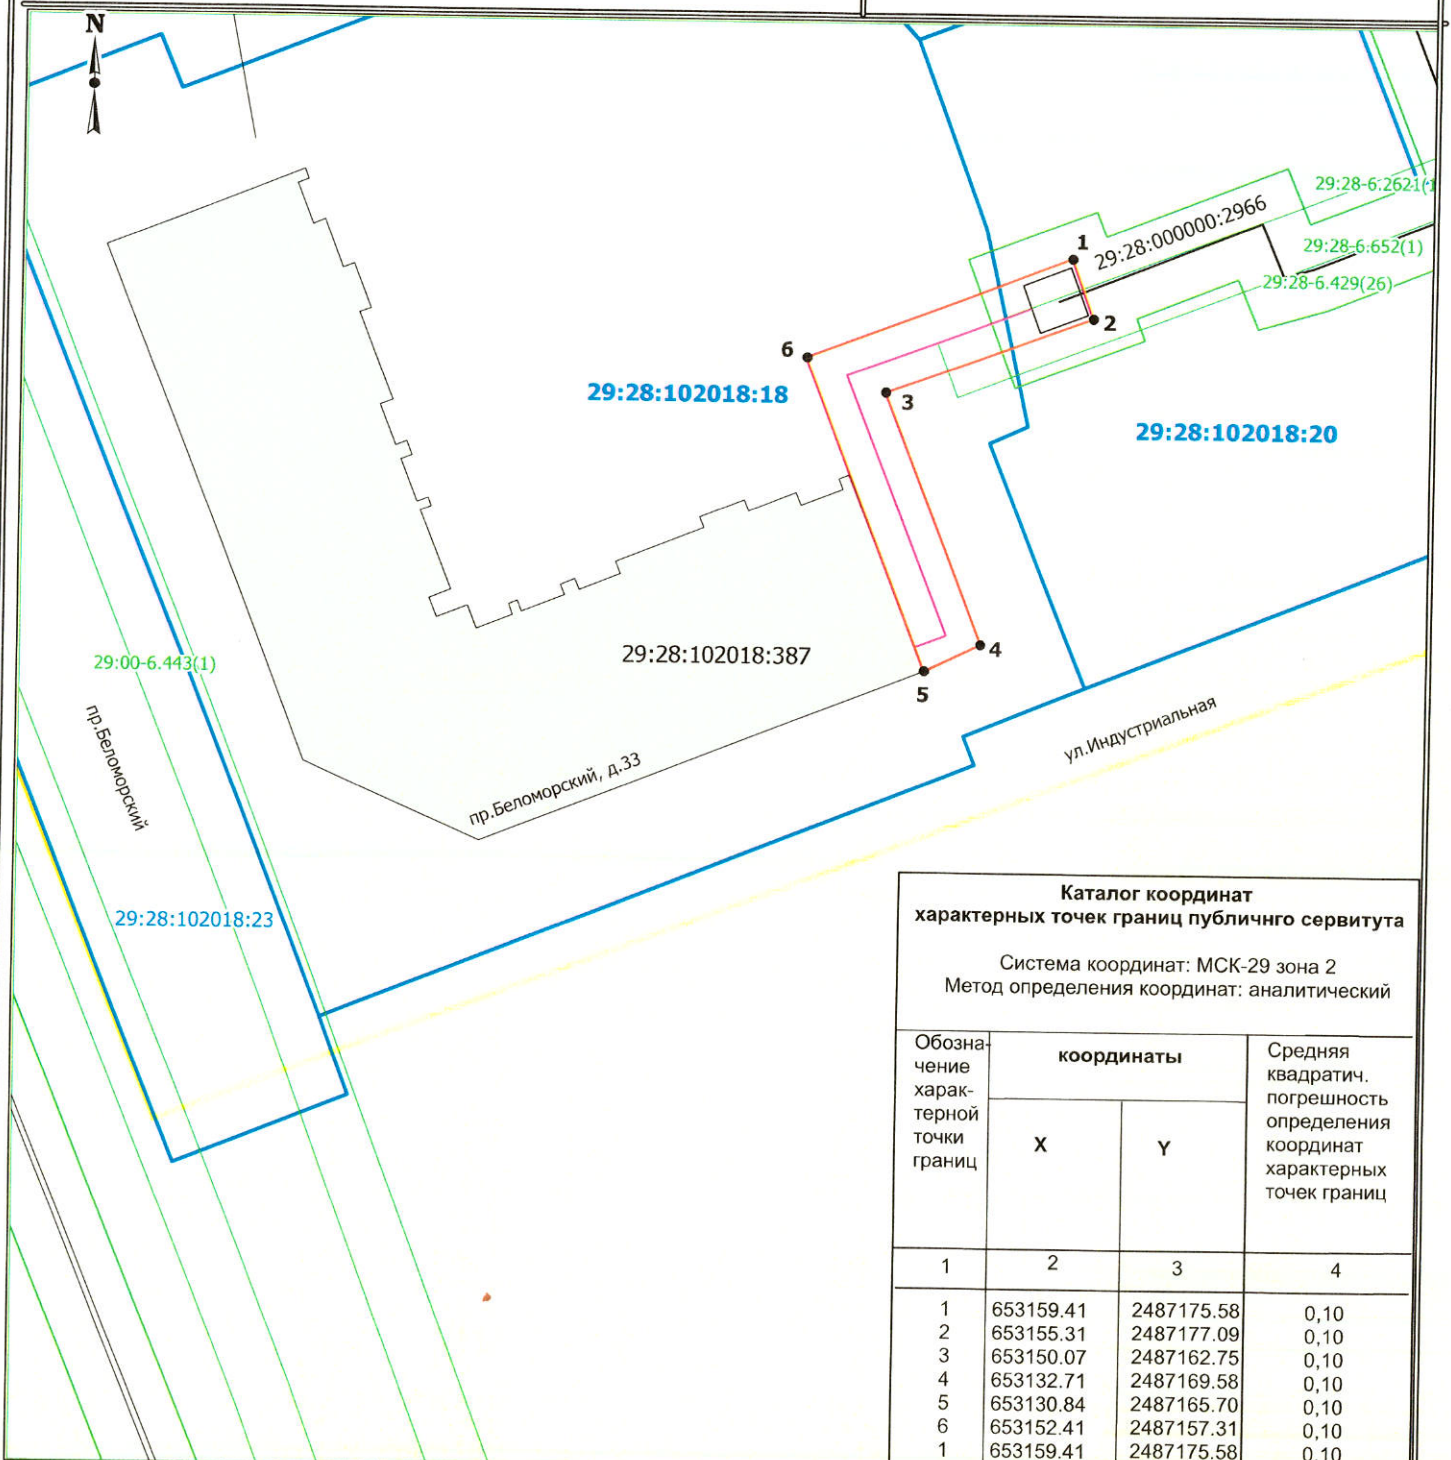 N
29:28-6.2621(1
29:28:000000:2966
1
29:28-6.652(1)
29:28-6.429(26)
2
6
29:28:102018:18
3
29:28:102018:20
29:28:102018:387
4
29:00-6.443(1)
5
пр.Беломорский
ул.Индустриальная
пр.Беломорский, д.33
29:28:102018:23
Каталог координат
характерных точек границ публичнго сервитута
Система координат: МСК-29 зона 2
Метод определения координат: аналитический
Обозна-
чение
харак-
терной
точки
границ
координаты
X
Y
Средняя
квадратич.
погрешность
определения
координат
характерных
точек границ
1 2 3 4
1 653159.41 2487175.58 0,10
2 653155.31 2487177.09 0,10
3 653150.07 2487162.75 0,10
4 653132.71 2487169.58 0,10
5 653130.84 2487165.70 0,10
6 653152.41 2487157.31 0,10
1 653159.41 2487175.58 0,10